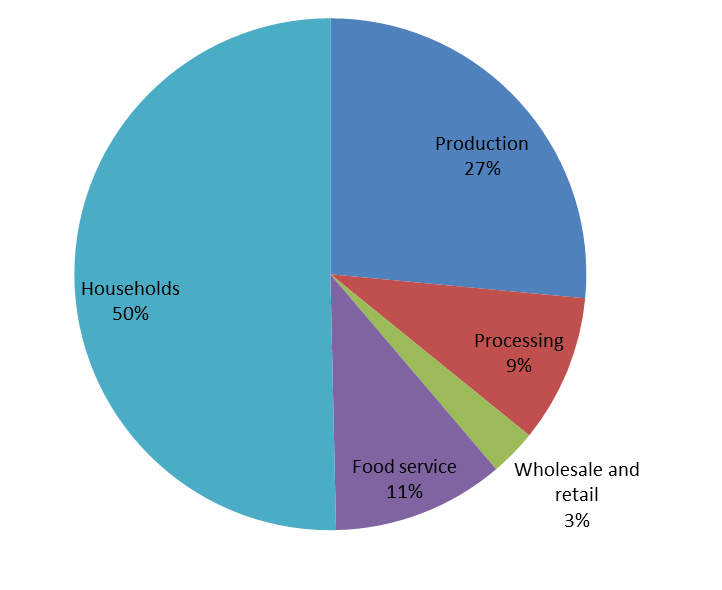 Production
27%
Processing
9%
Wholesale and
retail
3%
Food service
11%
Households
50%